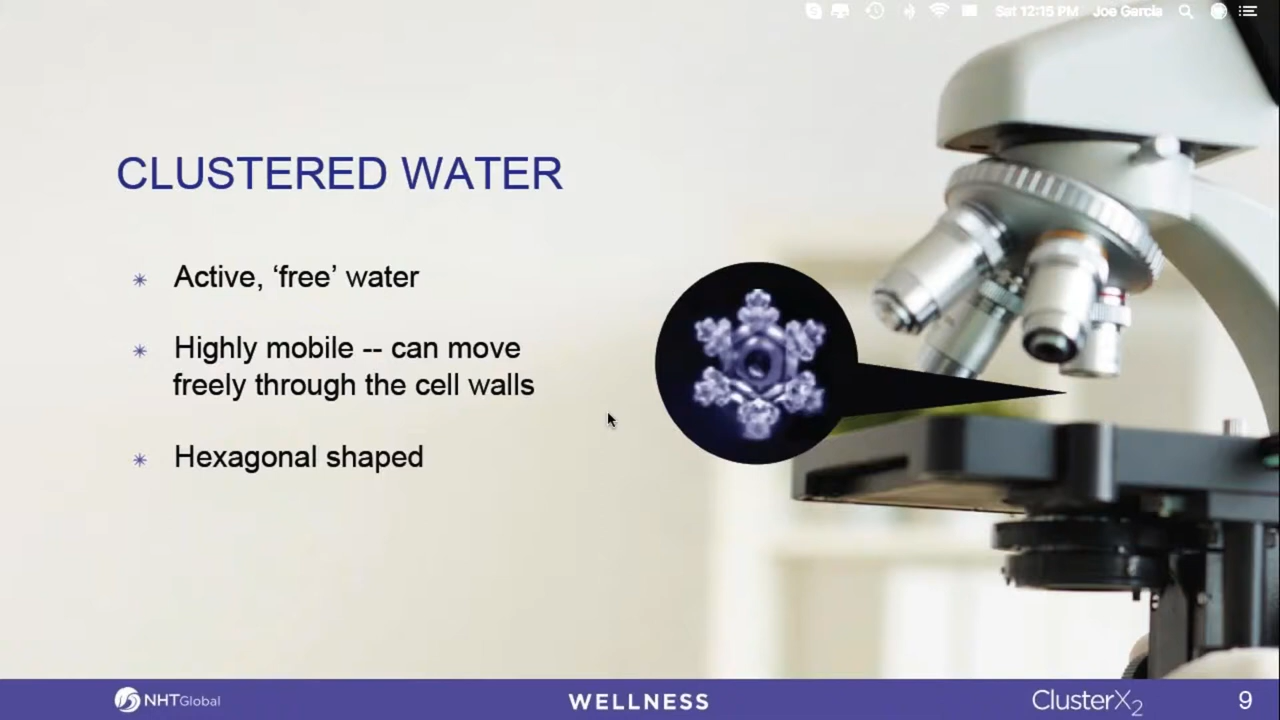 Sat 12:15 PM Joe Garcia
CLUSTERED WATER
Active, ‘free’ water
Highly mobile -- can move
freely through the cell walls
Hexagonal shaped
NHTGlobal
WELLNESS
ClusterX2
9